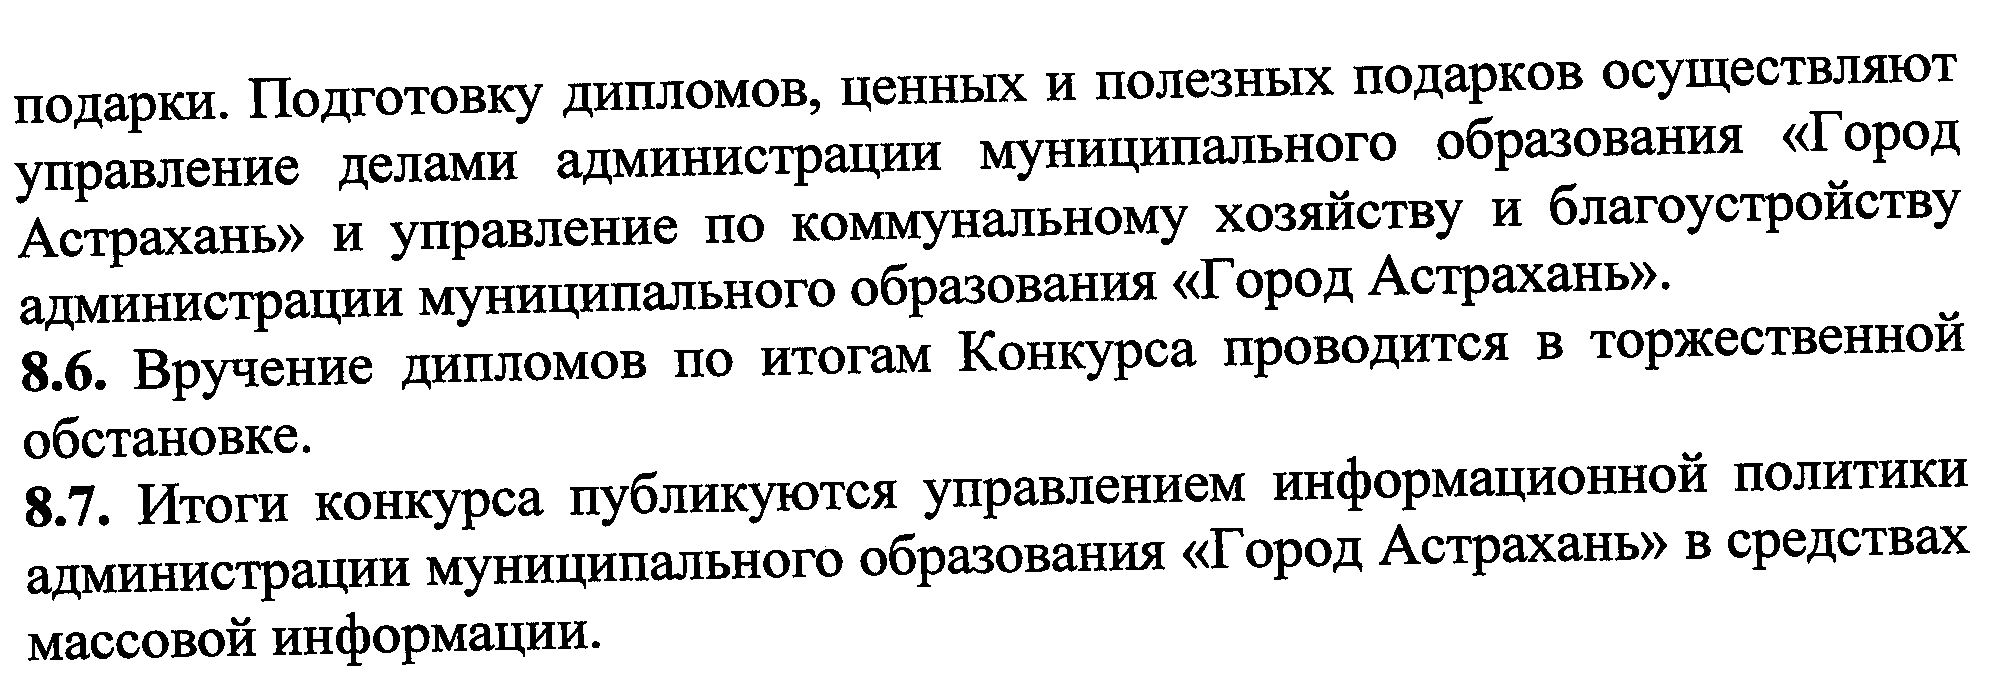 подарки. Подготовку дипломов, ценных и полезных подарков осуществляют
управление делами администрации муниципального образования «Город
Астрахань» и управление по коммунальному хозяйству и благоустройству
администрации муниципального образования «Город Астрахань».
8.6. Вручение дипломов по итогам Конкурса проводится в торжественной
обстановке.
8.7. Итоги конкурса публикуются управлением информационной политики
администрации муниципального образования «Город Астрахань» в средствах
массовой информации.